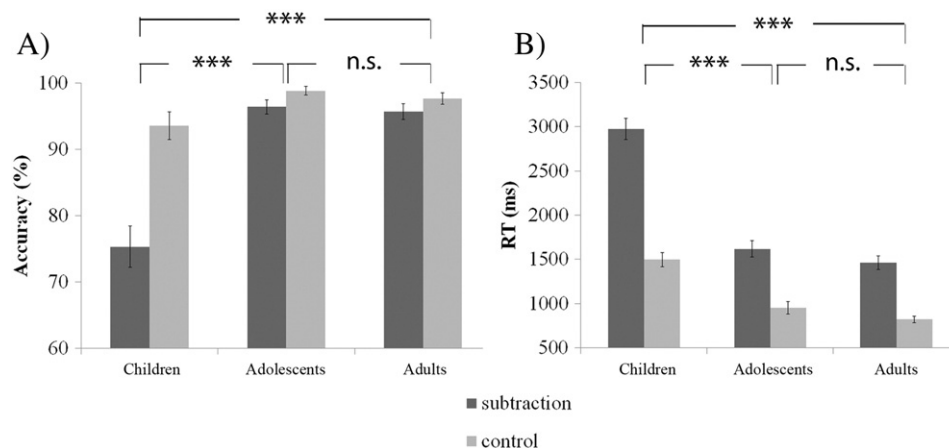 A)
***
***
n.s.
Accuracy (%)
100
90
80
70
60
Children
Adolescents
Adults
B)
***
***
n.s.
RT (ms)
3500
3000
2500
2000
1500
1000
500
Children
Adolescents
Adults
subtraction
control